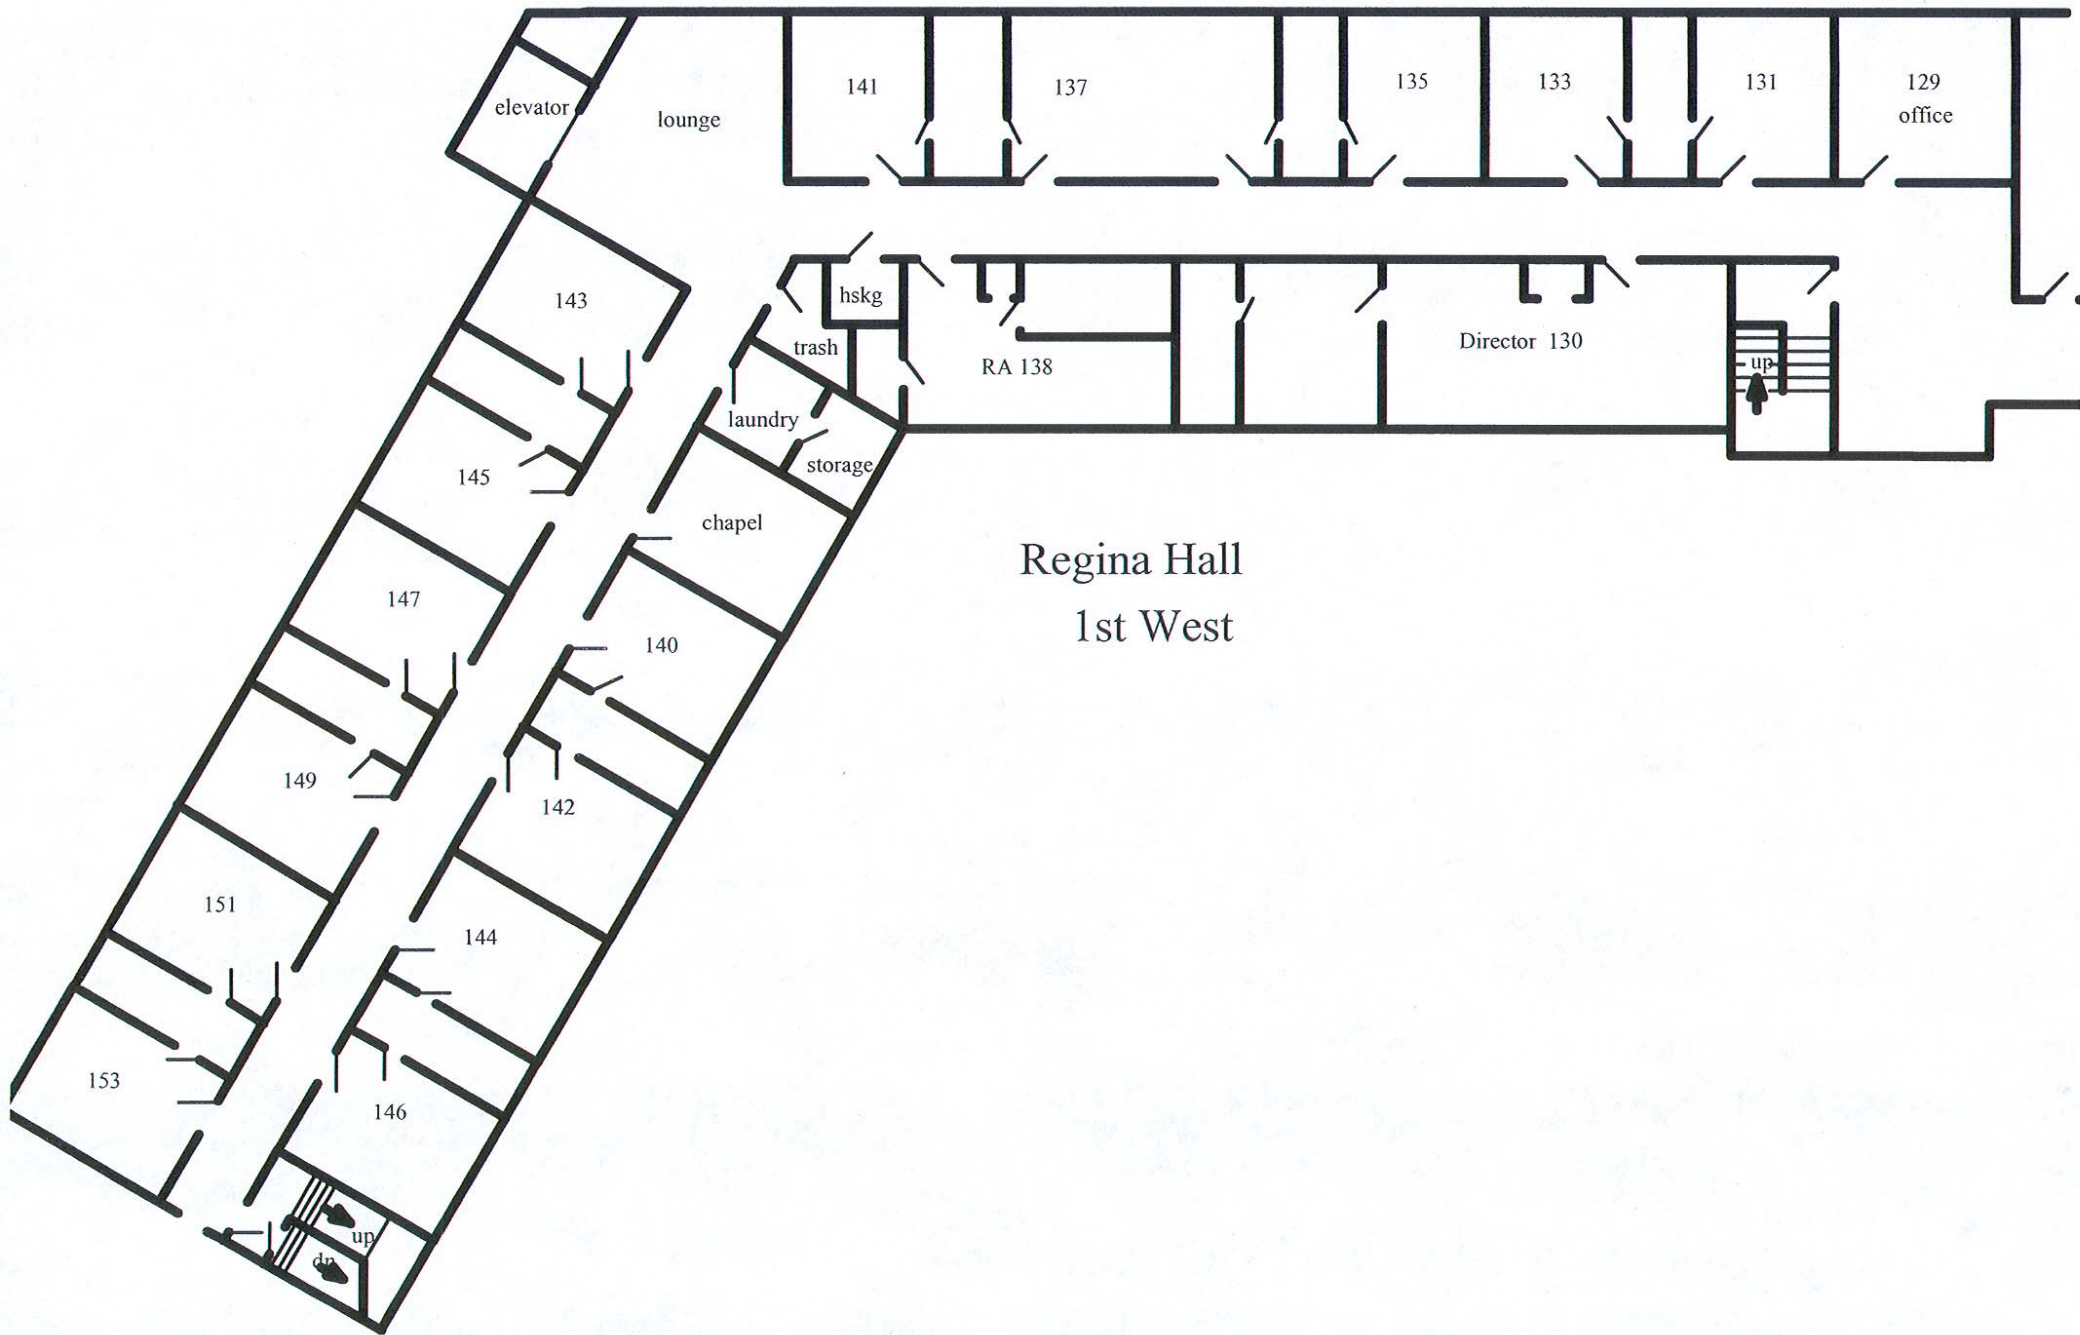 141
137
135
133
131
129
office
elevator
lounge
hskg
143
trash
RA 138
Director 130
up
laundry
storage
145
chapel
Regina Hall
1st West
147
140
149
142
151
144
153
146
up
dn